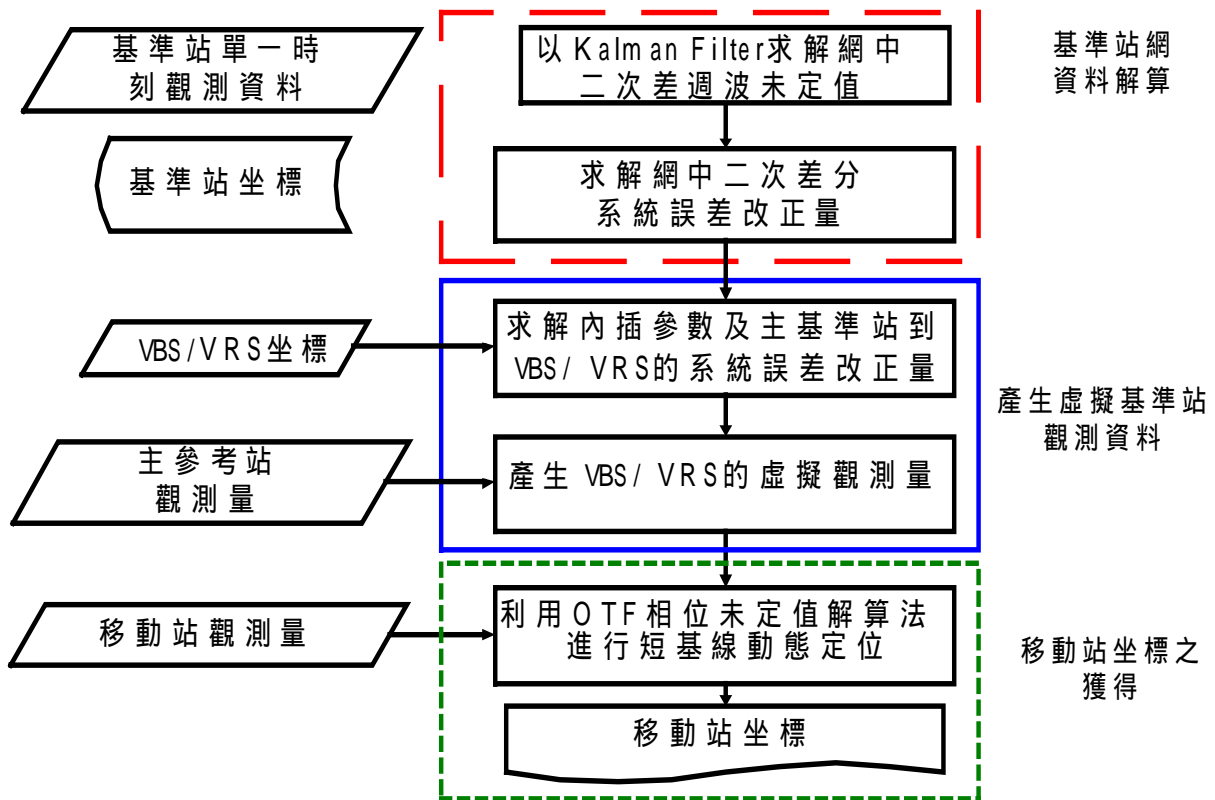 基準站單一時
刻觀測資料
以 Kalman Filter求解網中
二次差週波未定值
基準站網
資料解算
基準站坐標
求解網中二次差分
系統誤差改正量
VBS/VRS坐標
求解內插參數及主基準站到
VBS/ VRS的系統誤差改正量
產生虛擬基準站
觀測資料
主參考站
觀測量
產生 VBS/ VRS的虛擬觀測量
移動站觀測量
利用OTF相位未定值解算法
進行短基線動態定位
移動站坐標之
獲得
移動站坐標